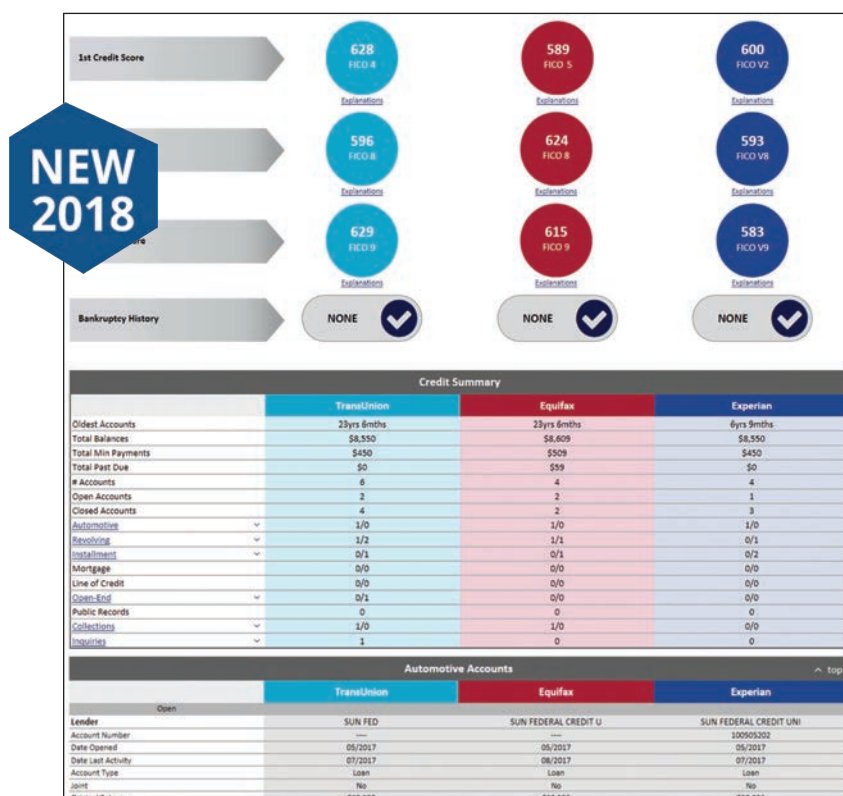 1st Credit Score
628 589 600
FICO 4 FICO 5 FICO V2
Explanations Explanations Explanations
NEW
2018
596 624 593
FICO 8 FICO 8 FICO V8
Explanations Explanations Explanations
629 615 583
FICO 9 FICO 9 FICO V9
Explanations Explanations Explanations
Bankruptcy History NONE NONE NONE
Credit Summary
TransUnion Equifax Experian
Oldest Accounts 23yrs 6mths 23yrs 6mths 6yrs 9mths
Total Balances $8,550 $8,609 $8,550
Total Min Payments $450 $509 $450
Total Past Due $0 $59 $0
# Accounts 6 4 4
Open Accounts 2 2 1
Closed Accounts 4 2 3
Automotive 1/0 1/0 1/0
Revolving 1/2 1/1 0/1
Installment 0/1 0/1 0/2
Mortgage 0/0 0/0 0/0
Line of Credit 0/0 0/0 0/0
Open-End 0/1 0/0 0/0
Public Records 0 0 0
Collections 1/0 1/0 0/0
Inquiries 1 0 0
Automotive Accounts top
TransUnion Equifax Experian
Open
Lender SUN FED SUN FEDERAL CREDIT U SUN FEDERAL CREDIT UNI
Account Number ---- ---- 100505202
Date Opened 05/2017 05/2017 05/2017
Date Last Activity 07/2017 08/2017 07/2017
Account Type Loan Loan Loan
Joint No No No